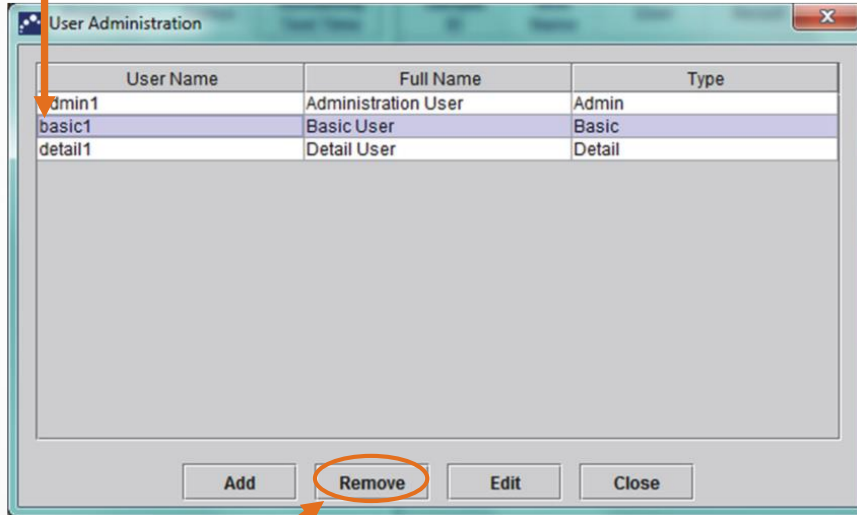 User Administration
User Name Full Name Type
admin1 Administration User Admin
basic1 Basic User Basic
detail1 Detail User Detail
Add Remove Edit Close